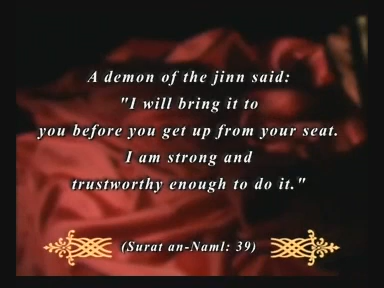 A demon of the jinn said:
"I will bring it to
you before you get up from your seat.
I am strong and
trustworthy enough to do it."
(Surat an-Naml: 39)